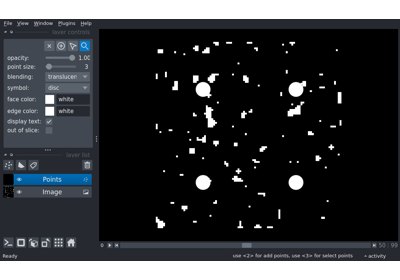 File View Window Plugins Help
layer controls
opacity: 1.00
point size: 3
blending: translucen
symbol: disc
face color: white
edge color: white
display text:
out of slice:
layer list
Points
Image
50 99
Ready use <2> for add points, use <3> for select points activity